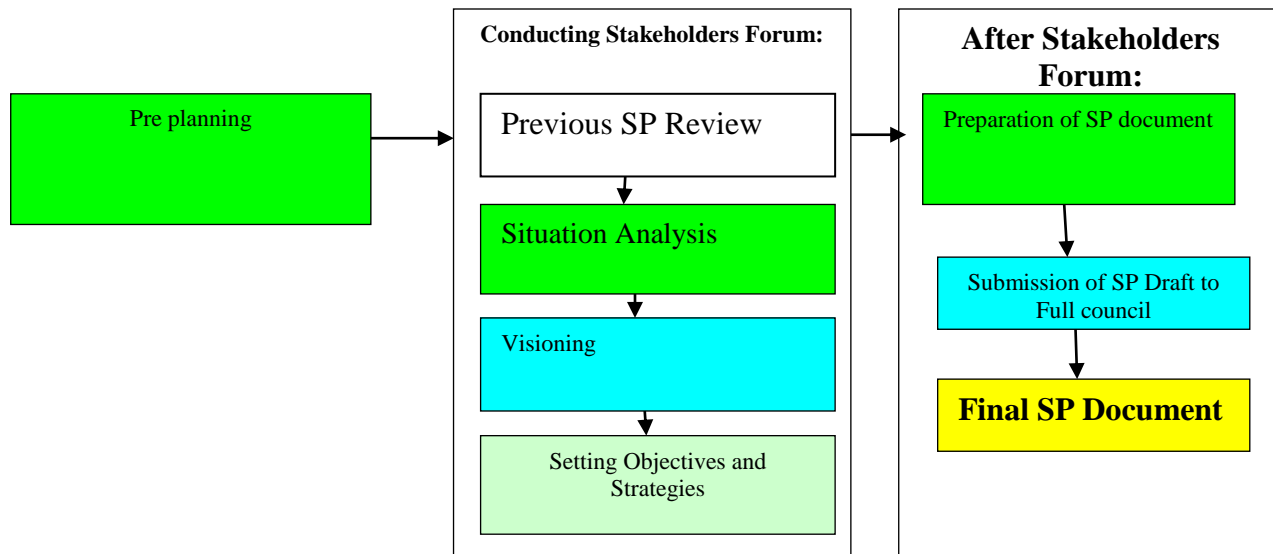 Pre planning
Conducting Stakeholders Forum:
Previous SP Review
Situation Analysis
Visioning
Setting Objectives and
Strategies
After Stakeholders
Forum:
Preparation of SP document
Submission of SP Draft to
Full council
Final SP Document